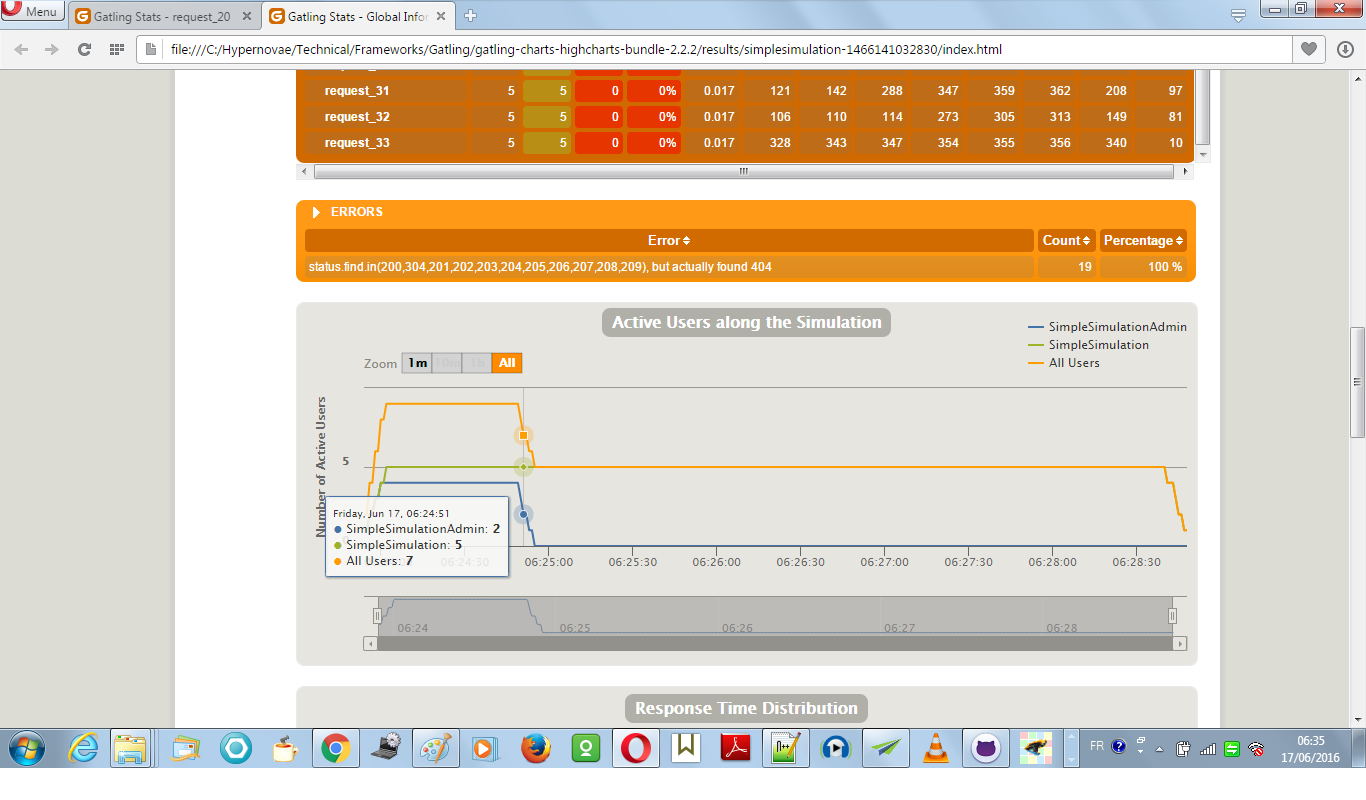 Menu Gatling Stats - request_20 Gatling Stats - Global Infor
file:///C:/Hypernovae/Technical/Frameworks/Gatling/gatling-charts-highcharts-bundle-2.2.2/results/simplesimulation-1466141032830/index.html
request_31 5 5 0 0% 0.017 121 142 288 347 359 362 208 97
request_32 5 5 0 0% 0.017 106 110 114 273 305 313 149 81
request_33 5 5 0 0% 0.017 328 343 347 354 355 356 340 10
ERRORS
Error Count Percentage
status.find.in(200,304,201,202,203,204,205,206,207,208,209), but actually found 404 19 100 %
Active Users along the Simulation
SimpleSimulationAdmin
SimpleSimulation
All Users
Zoom 1m 10m 1h All
Number of Active Users
5
Friday, Jun 17, 06:24:51
SimpleSimulationAdmin: 2
SimpleSimulation: 5
All Users: 7
06:24:30 06:25:00 06:25:30 06:26:00 06:26:30 06:27:00 06:27:30 06:28:00 06:28:30
06:24 06:25 06:26 06:27 06:28
Response Time Distribution
FR 06:35
17/06/2016